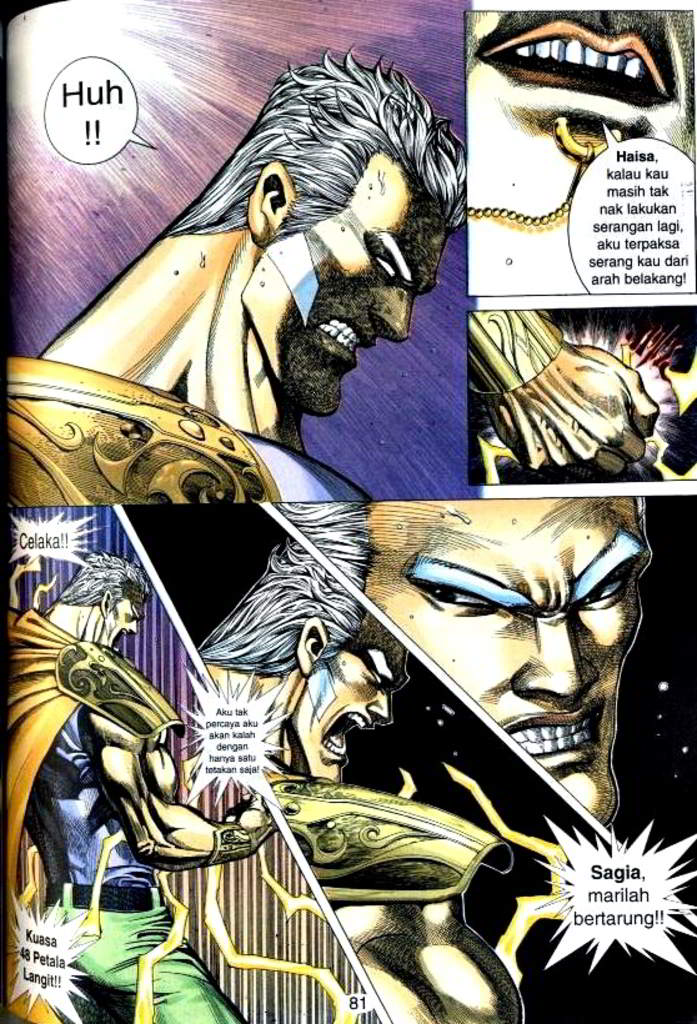 Huh
!!
Haisa,
kalau kau
masih tak
nak lakukan
serangan lagi,
aku terpaksa
serang kau dari
arah belakang!
Celaka!!
Aku tak
percaya aku
akan kalah
dengan
hanya satu
tetakan saja!
Kuasa
48 Petala
Langit!!
Sagia,
marilah
bertarung!!
81